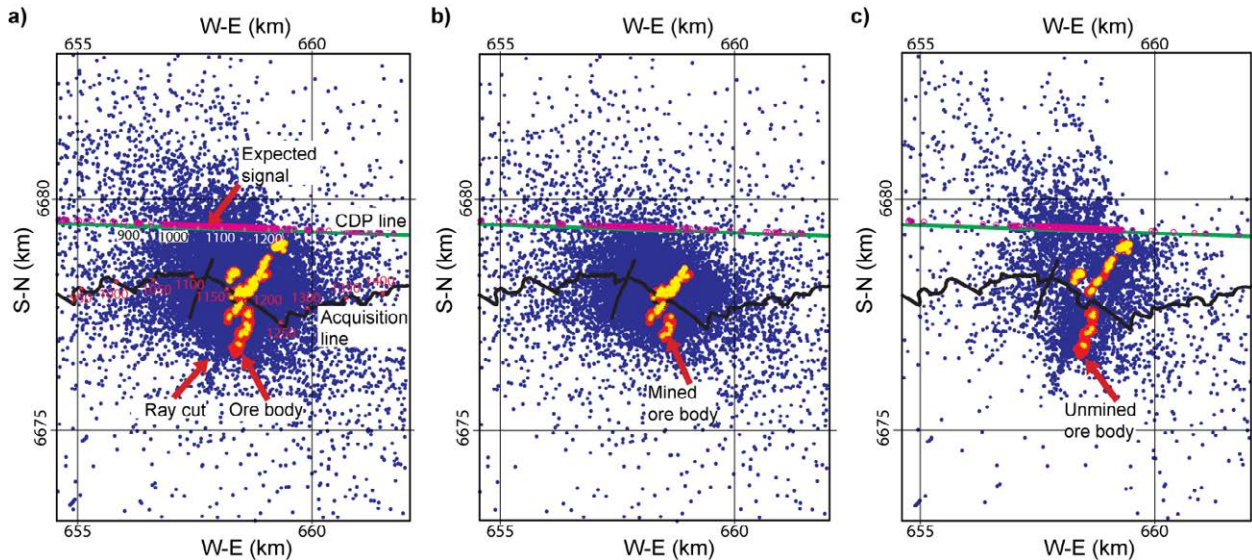 a)
W-E (km)
655
660
Expected
signal
6680
CDP line
900
1000
1100
1200
S-N (km)
1100
1150
1200
1300
1400
Acquisition
line
Ray cut
Ore body
6675
655
660
W-E (km)
b)
W-E (km)
655
660
6680
S-N (km)
Mined
ore body
6675
655
660
W-E (km)
c)
W-E (km)
655
660
6680
S-N (km)
Unmined
ore body
6675
655
660
W-E (km)